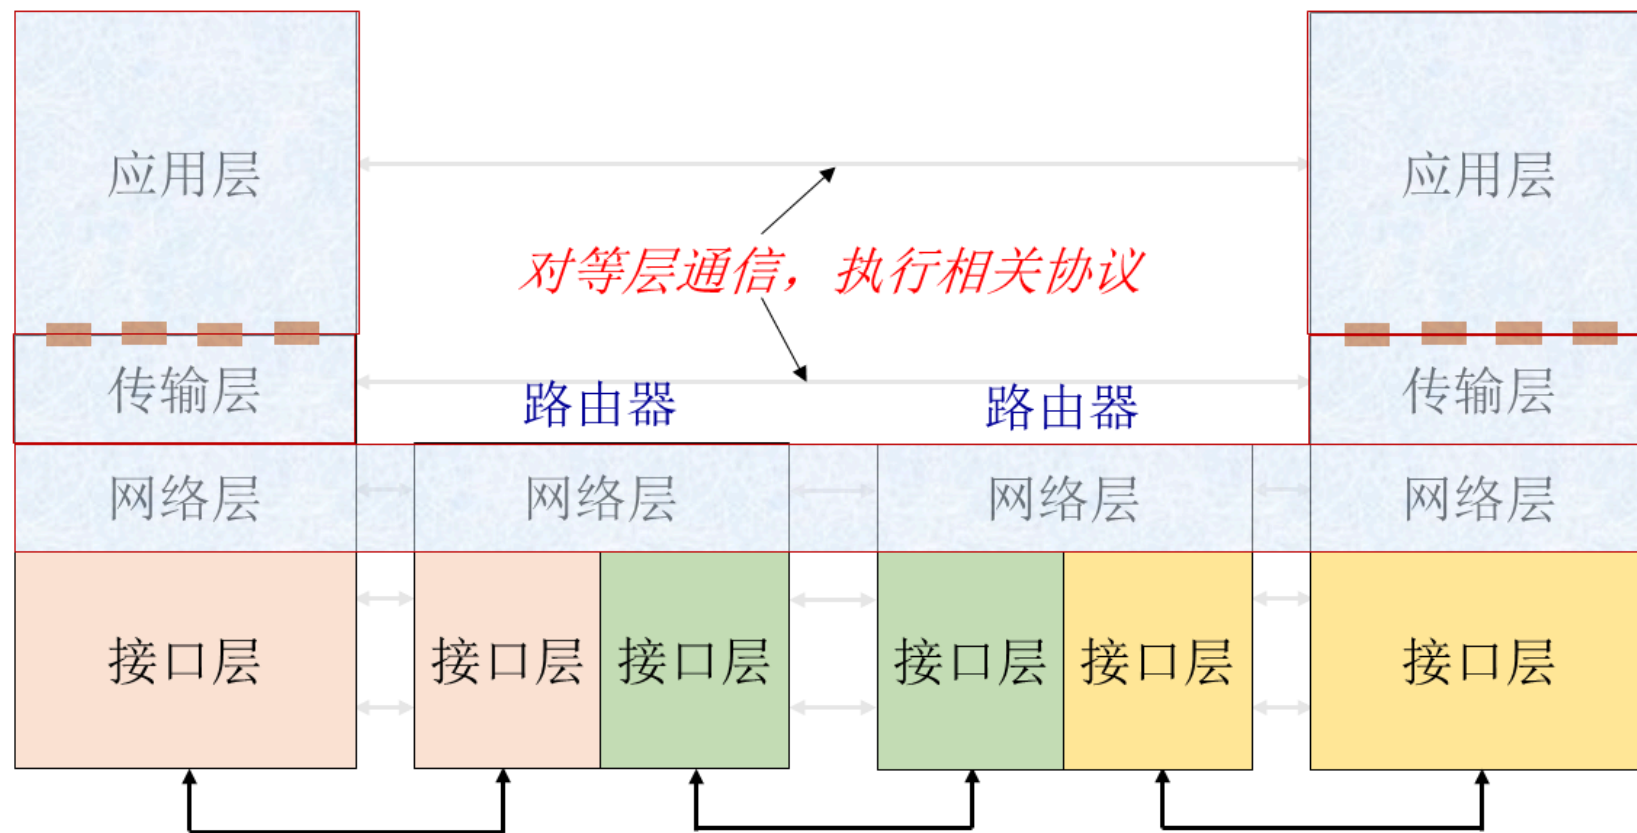 应用层
应用层
对等层通信，执行相关协议
传输层
路由器
路由器
传输层
网络层
网络层
网络层
网络层
接口层
接口层
接口层
接口层
接口层
接口层